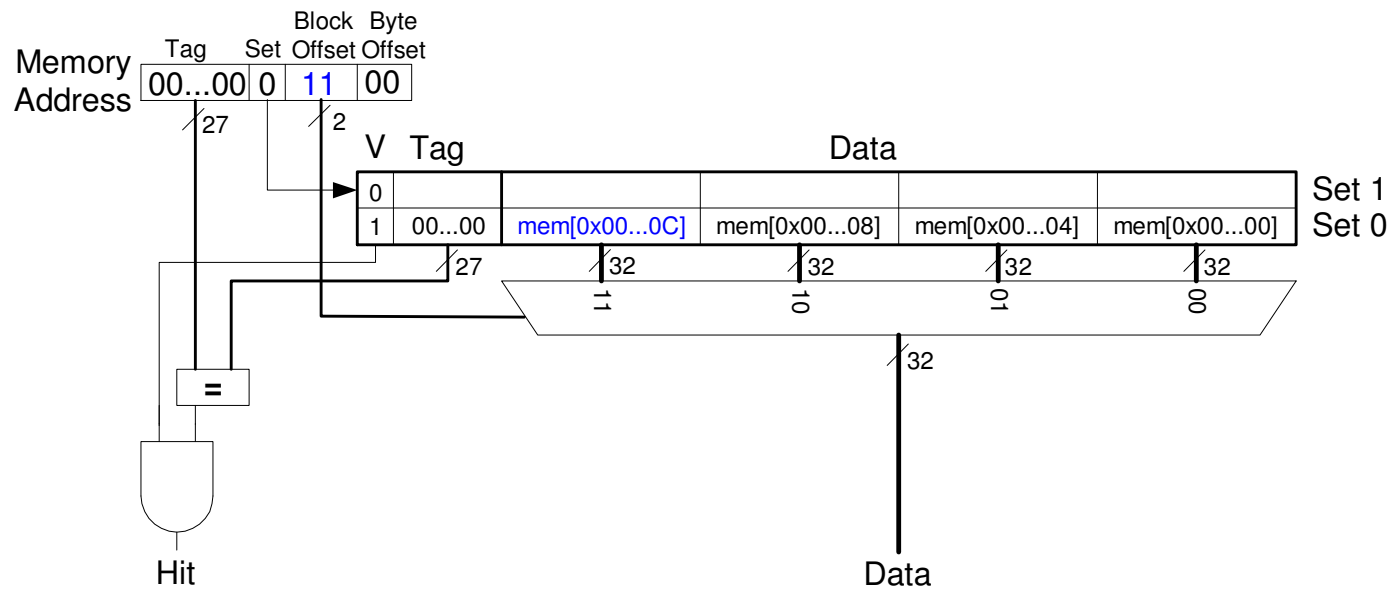 Block Byte
Tag Set Offset Offset
Memory Address
00...00 0 11 00
27 2
V Tag Data
0 Set 1
1 00...00 mem[0x00...0C] mem[0x00...08] mem[0x00...04] mem[0x00...00] Set 0
27 32 32 32 32
11 10 01 00
32
=
Hit Data